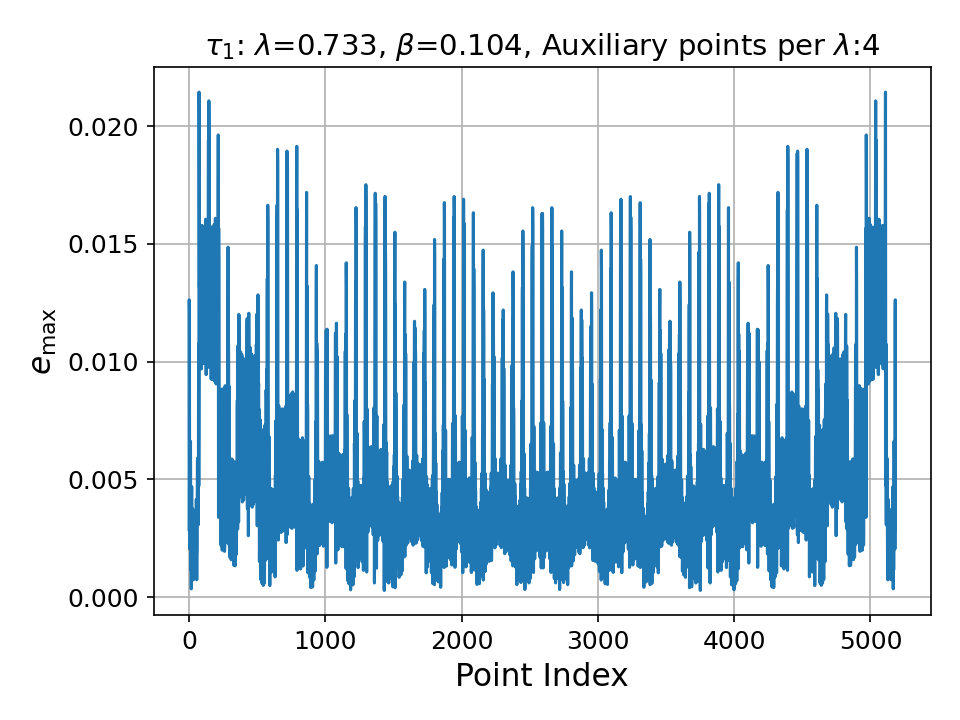 τ₁: λ=0.733, β=0.104, Auxiliary points per λ:4
0.020
0.015
0.010
0.005
0.000
e_max
0 1000 2000 3000 4000 5000
Point Index